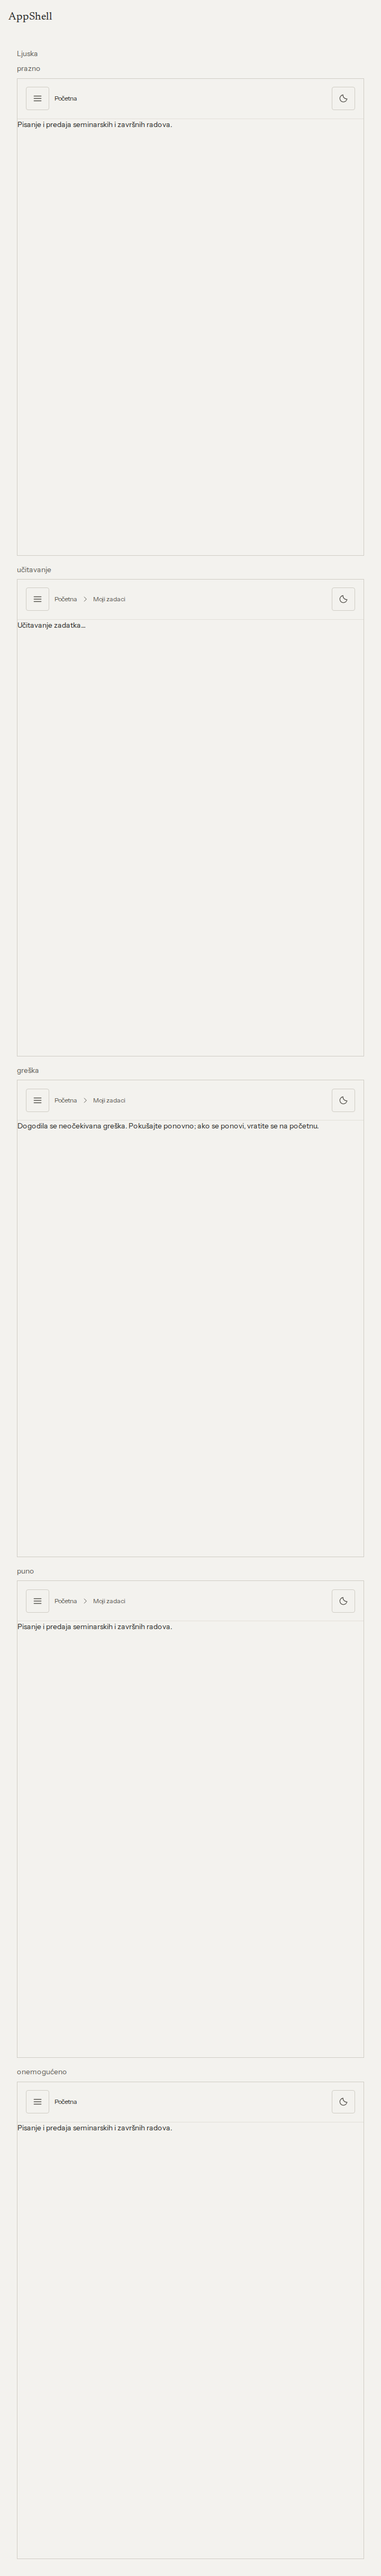 AppShell
Ljuska
prazno
Početna
Pisanje i predaja seminarskih i završnih radova.
učitavanje
Početna > Moji zadaci
Učitavanje zadatka…
greška
Početna > Moji zadaci
Dogodila se neočekivana greška. Pokušajte ponovno; ako se ponovi, vratite se na početnu.
puno
Početna > Moji zadaci
Pisanje i predaja seminarskih i završnih radova.
onemogućeno
Početna
Pisanje i predaja seminarskih i završnih radova.